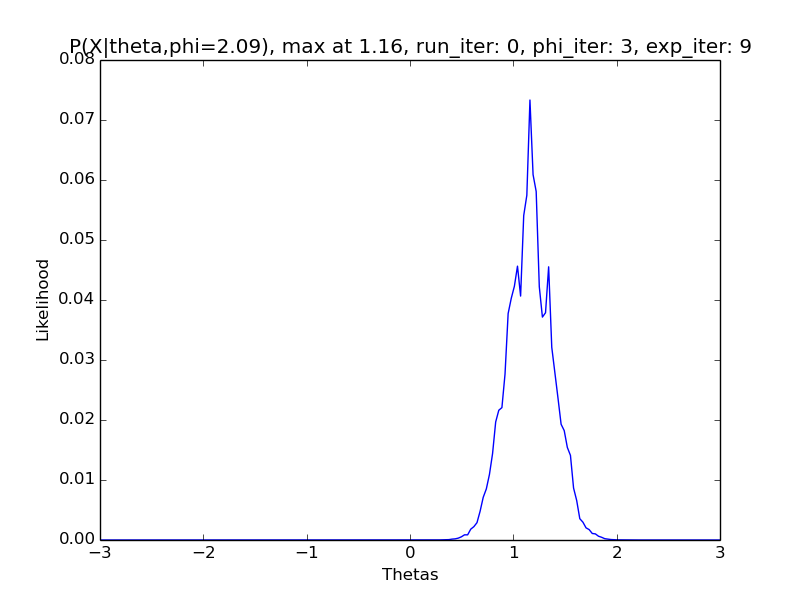 P(X|theta,phi=2.09), max at 1.16, run_iter: 0, phi_iter: 3, exp_iter: 9
0.08
0.07
0.06
0.05
0.04
0.03
0.02
0.01
0.00
Likelihood
−3 −2 −1 0 1 2 3
Thetas